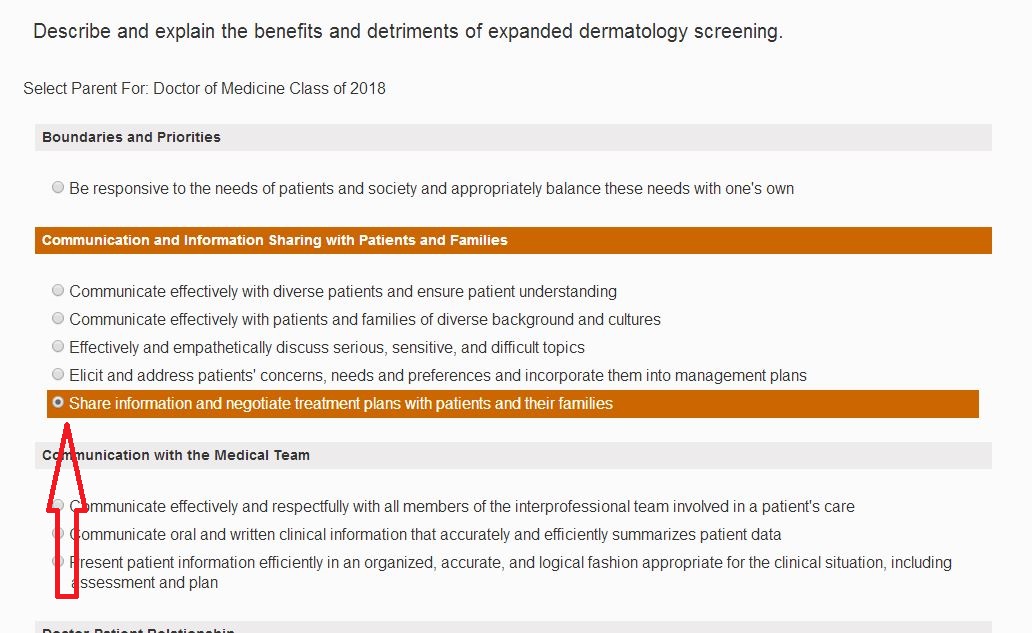 Describe and explain the benefits and detriments of expanded dermatology screening.
Select Parent For: Doctor of Medicine Class of 2018
Boundaries and Priorities
Be responsive to the needs of patients and society and appropriately balance these needs with one's own
Communication and Information Sharing with Patients and Families
Communicate effectively with diverse patients and ensure patient understanding
Communicate effectively with patients and families of diverse background and cultures
Effectively and empathetically discuss serious, sensitive, and difficult topics
Elicit and address patients' concerns, needs and preferences and incorporate them into management plans
Share information and negotiate treatment plans with patients and their families
Communication with the Medical Team
Communicate effectively and respectfully with all members of the interprofessional team involved in a patient's care
Communicate oral and written clinical information that accurately and efficiently summarizes patient data
Present patient information efficiently in an organized, accurate, and logical fashion appropriate for the clinical situation, including
assessment and plan
Doctor Patient Relationship